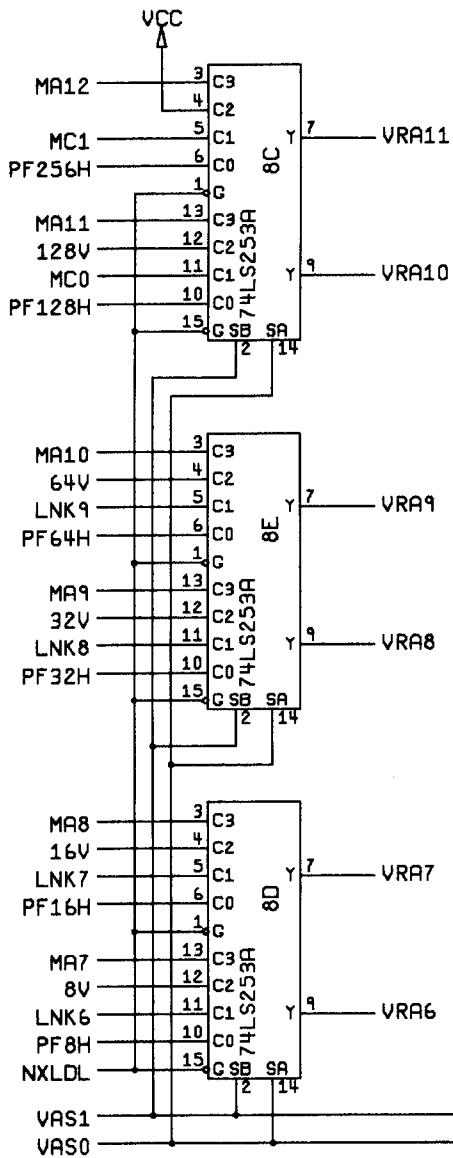 VCC
MA12 3 C3
4 C2
MC1 5 C1 Y 7 VRA11
PF256H 6 C0
8C
1 G
MA11 13 C3
128V 12 C2
MC0 11 C1 Y 9 VRA10
PF128H 10 C0
74LS253A
15 G SB SA
2 14
MA10 3 C3
64V 4 C2
LNK9 5 C1 Y 7 VRA9
PF64H 6 C0
8E
1 G
MA9 13 C3
32V 12 C2
LNK8 11 C1 Y 9 VRA8
PF32H 10 C0
74LS253A
15 G SB SA
2 14
MA8 3 C3
16V 4 C2
LNK7 5 C1 Y 7 VRA7
PF16H 6 C0
8D
1 G
MA7 13 C3
8V 12 C2
LNK6 11 C1 Y 9 VRA6
PF8H 10 C0
74LS253A
NXLDL 15 G SB SA
2 14
VAS1
VAS0